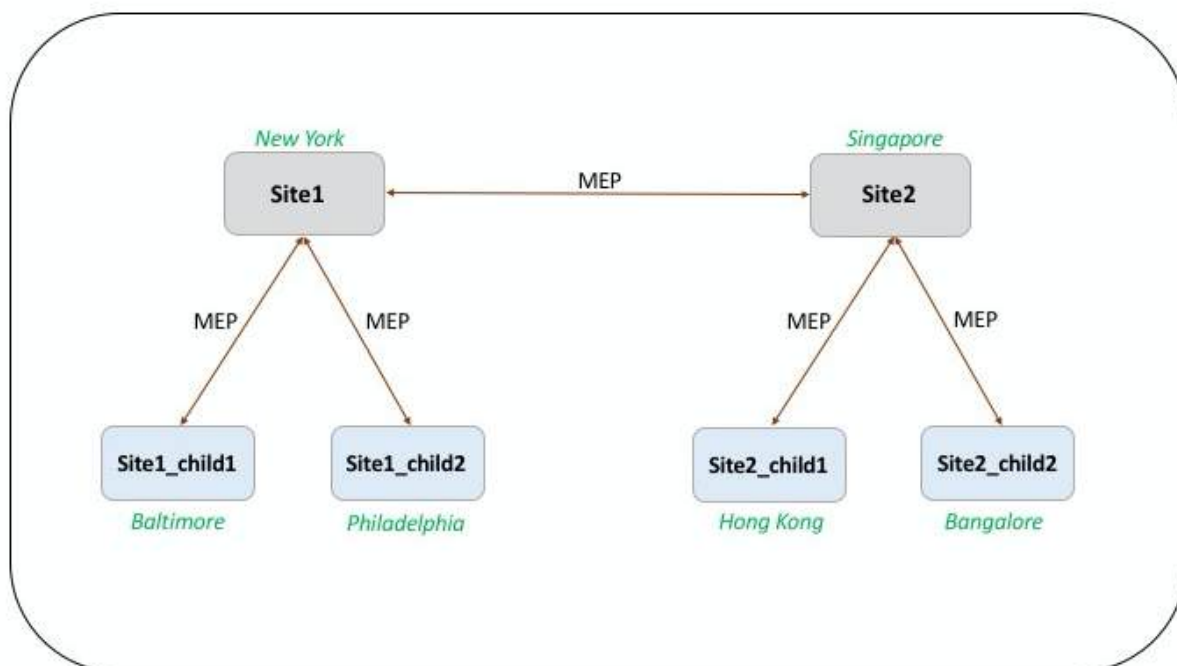 New York
Singapore
Site1
MEP
Site2
MEP
MEP
MEP
MEP
Site1_child1
Site1_child2
Site2_child1
Site2_child2
Baltimore
Philadelphia
Hong Kong
Bangalore